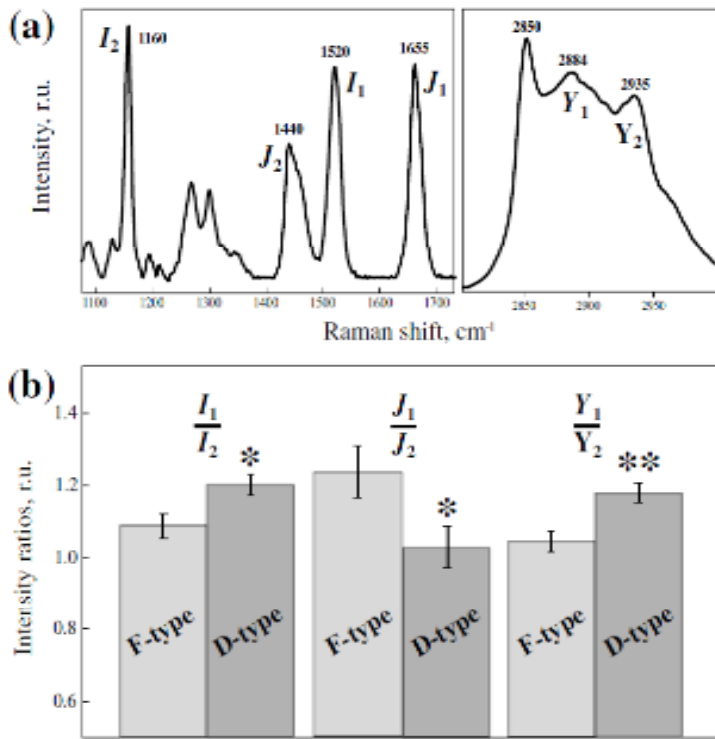 (a)
I2 1160
1520
I1
1655
J1
1440
J2
2850
2884
Y1
2935
Y2
Intensity, r.u.
1100 1200 1300 1400 1500 1600 1700
2850 2900 2950
Raman shift, cm-1
(b)
I1
I2
*
J1
J2
*
Y1
Y2
**
Intensity ratios, r.u.
1.4
1.2
1.0
0.8
0.6
F-type
D-type
F-type
D-type
F-type
D-type